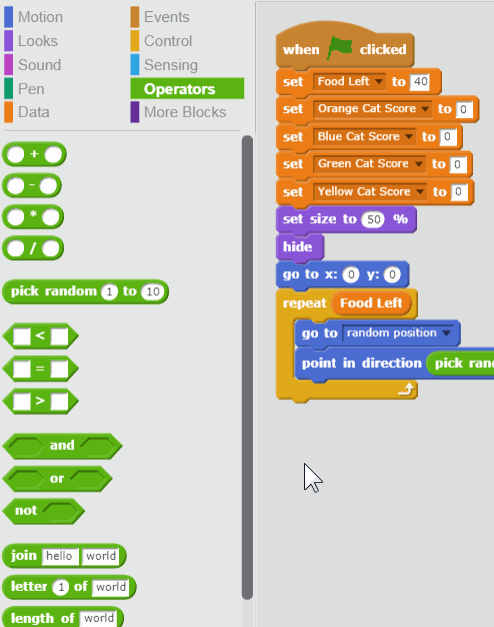 Motion
Looks
Sound
Pen
Data
Events
Control
Sensing
Operators
More Blocks
+
-
*
/
pick random 1 to 10
<
=
>
and
or
not
join hello world
letter 1 of world
length of world
when clicked
set Food Left to 40
set Orange Cat Score to 0
set Blue Cat Score to 0
set Green Cat Score to 0
set Yellow Cat Score to 0
set size to 50 %
hide
go to x: 0 y: 0
repeat Food Left
go to random position
point in direction pick